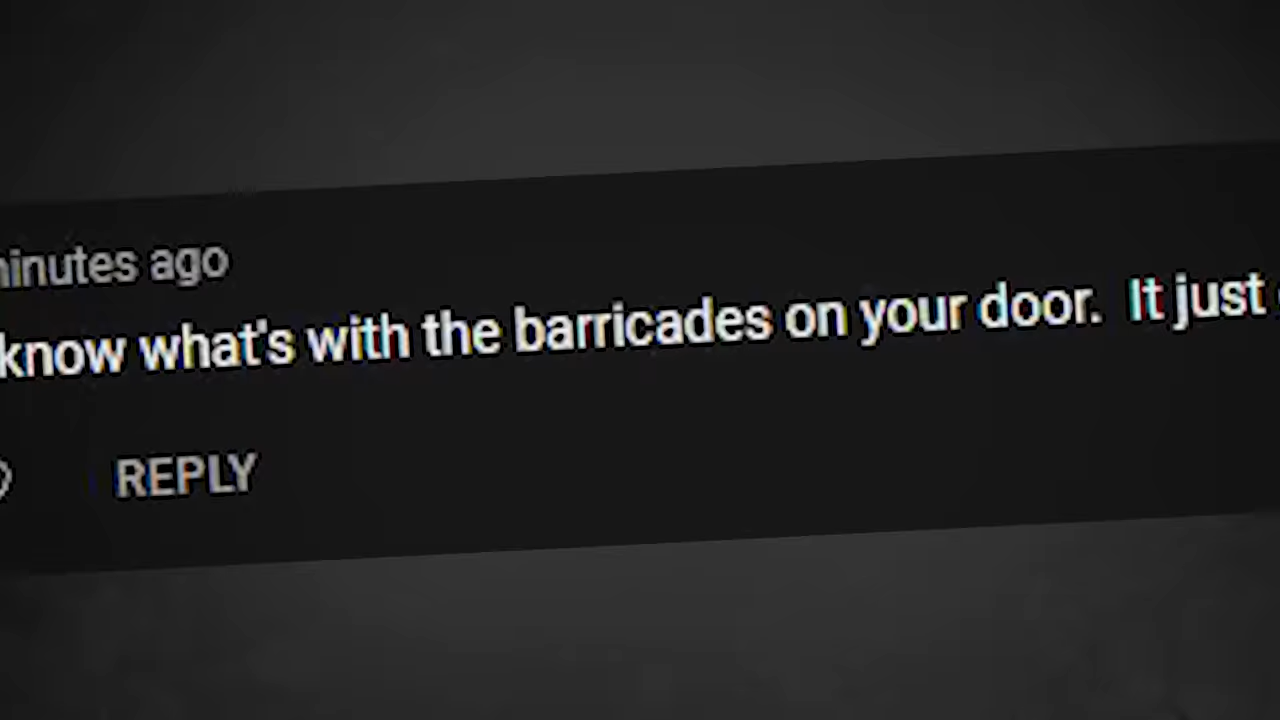 minutes ago
know what's with the barricades on your door. It just
REPLY